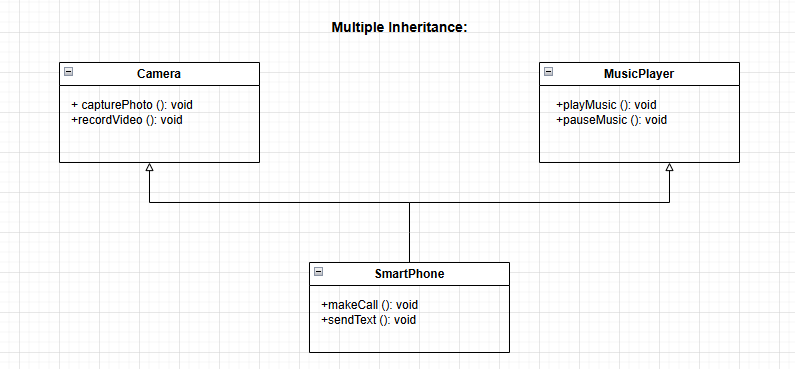 Multiple Inheritance:
Camera
+ capturePhoto (): void
+recordVideo (): void
MusicPlayer
+playMusic (): void
+pauseMusic (): void
SmartPhone
+makeCall (): void
+sendText (): void